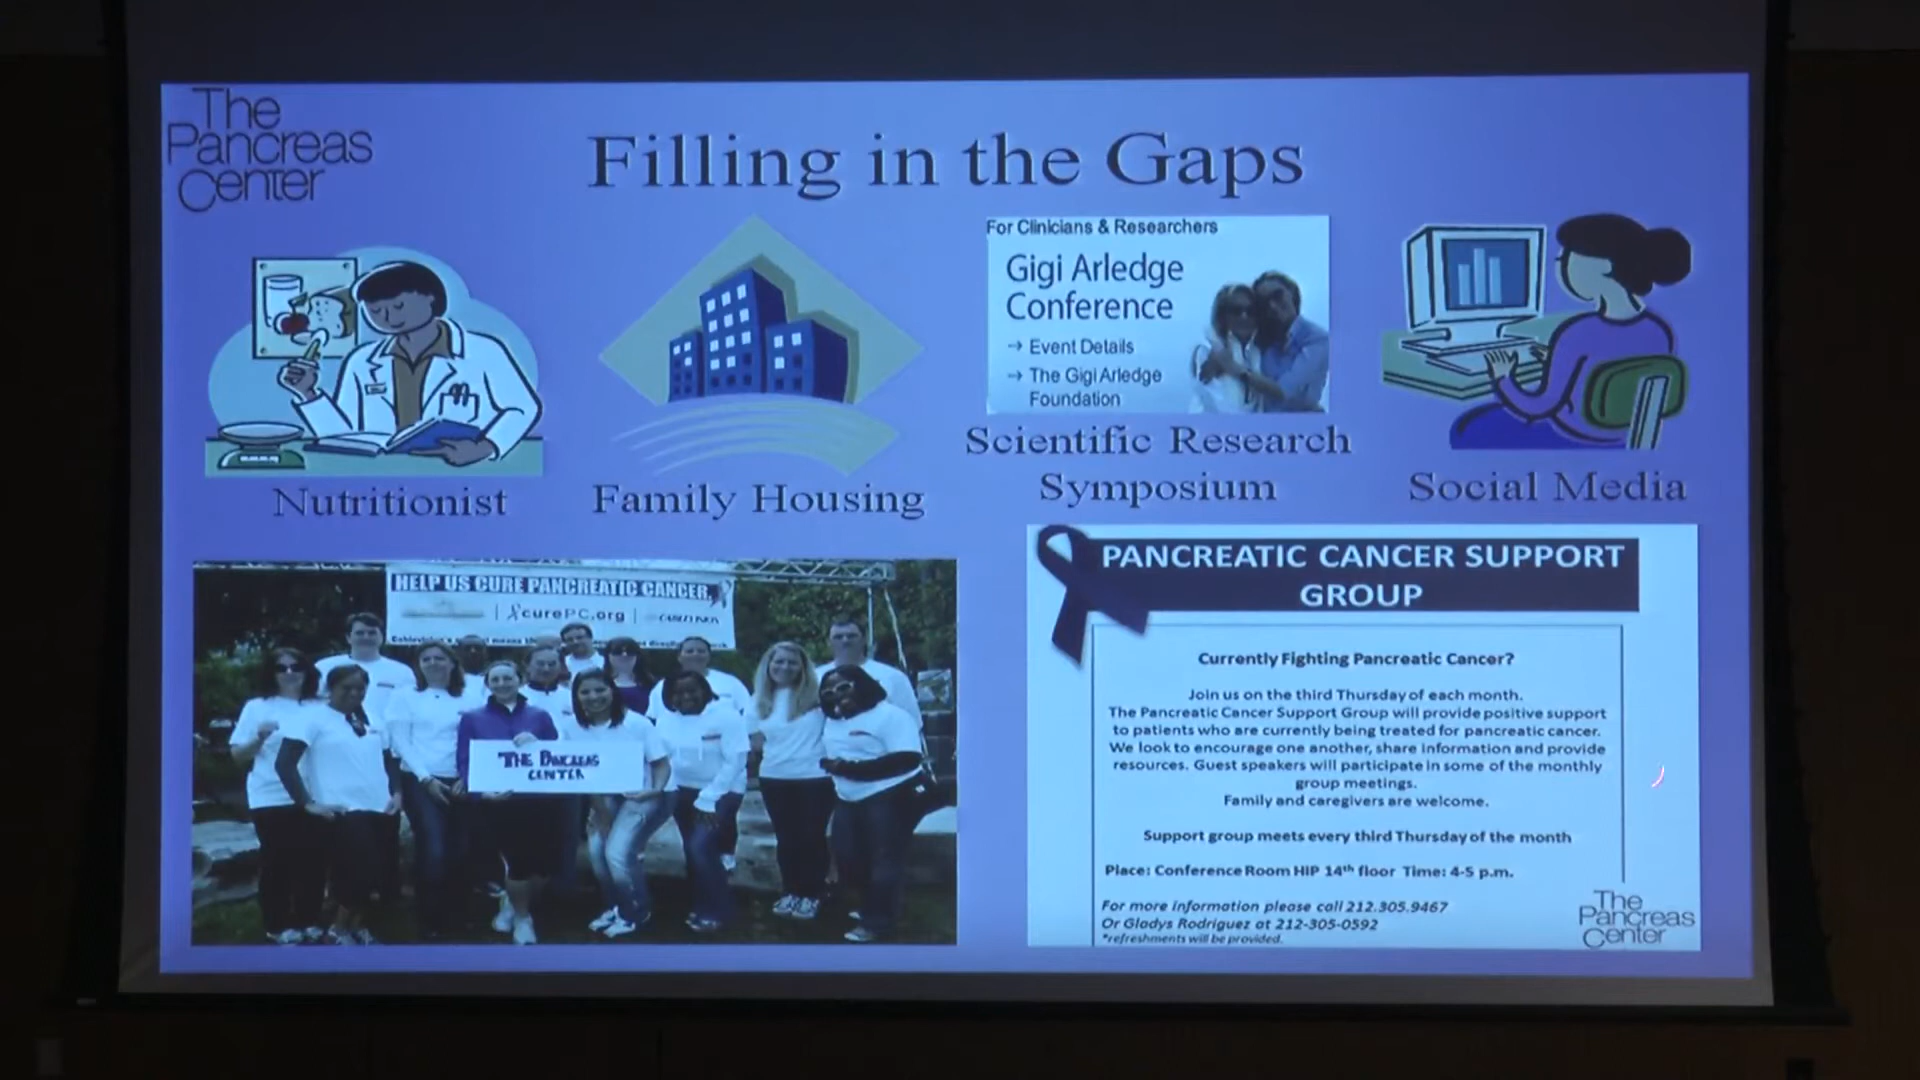 The
Pancreas
Center
Filling in the Gaps
For Clinicians & Researchers
Gigi Arledge
Conference
→ Event Details
→ The Gigi Arledge
Foundation
Nutritionist
Family Housing
Scientific Research
Symposium
Social Media
HELP US CURE PANCREATIC CANCER.
curePC.org
THE PANCREAS
CENTER
PANCREATIC CANCER SUPPORT
GROUP
Currently Fighting Pancreatic Cancer?
Join us on the third Thursday of each month.
The Pancreatic Cancer Support Group will provide positive support
to patients who are currently being treated for pancreatic cancer.
We look to encourage one another, share information and provide
resources. Guest speakers will participate in some of the monthly
group meetings.
Family and caregivers are welcome.
Support group meets every third Thursday of the month
Place: Conference Room HIP 14th floor Time: 4-5 p.m.
For more information please call 212.305.9467
Or Gladys Rodriguez at 212-305-0592
*refreshments will be provided.
The
Pancreas
Center